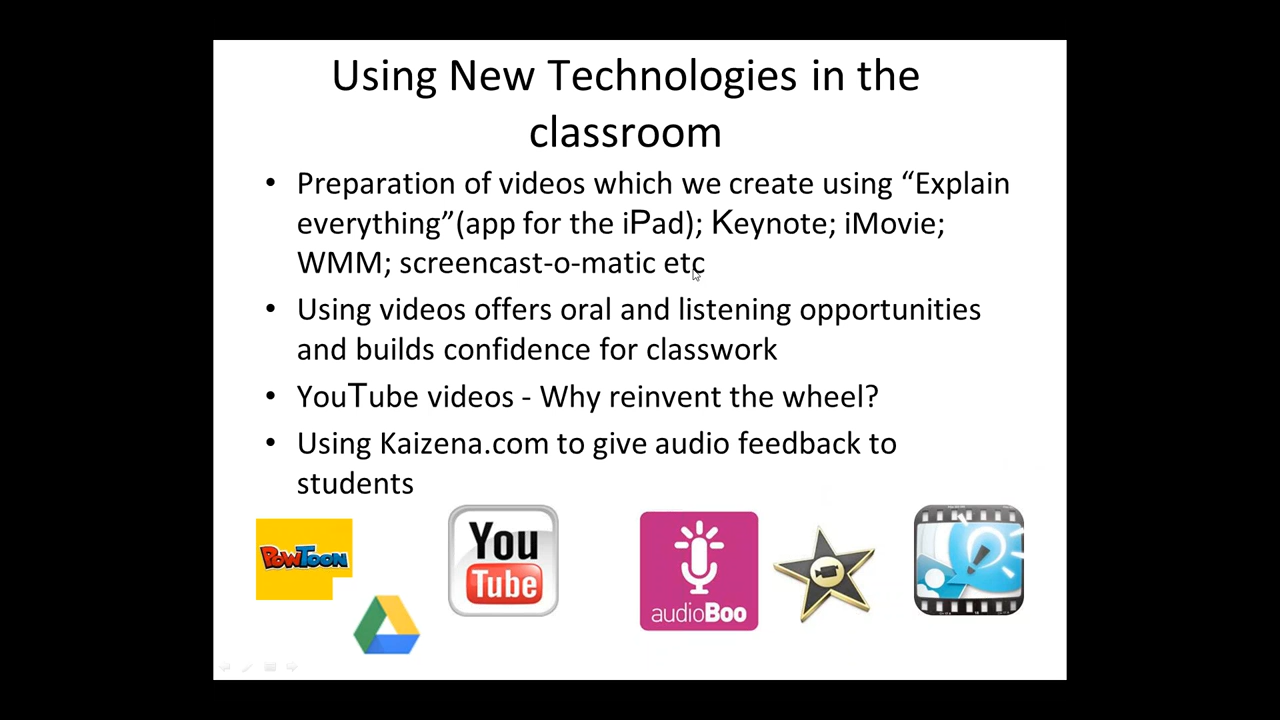 Using New Technologies in the
classroom
• Preparation of videos which we create using “Explain
everything”(app for the iPad); Keynote; iMovie;
WMM; screencast-o-matic etc
• Using videos offers oral and listening opportunities
and builds confidence for classwork
• YouTube videos - Why reinvent the wheel?
• Using Kaizena.com to give audio feedback to
students
PowToon
You
Tube
audioBoo